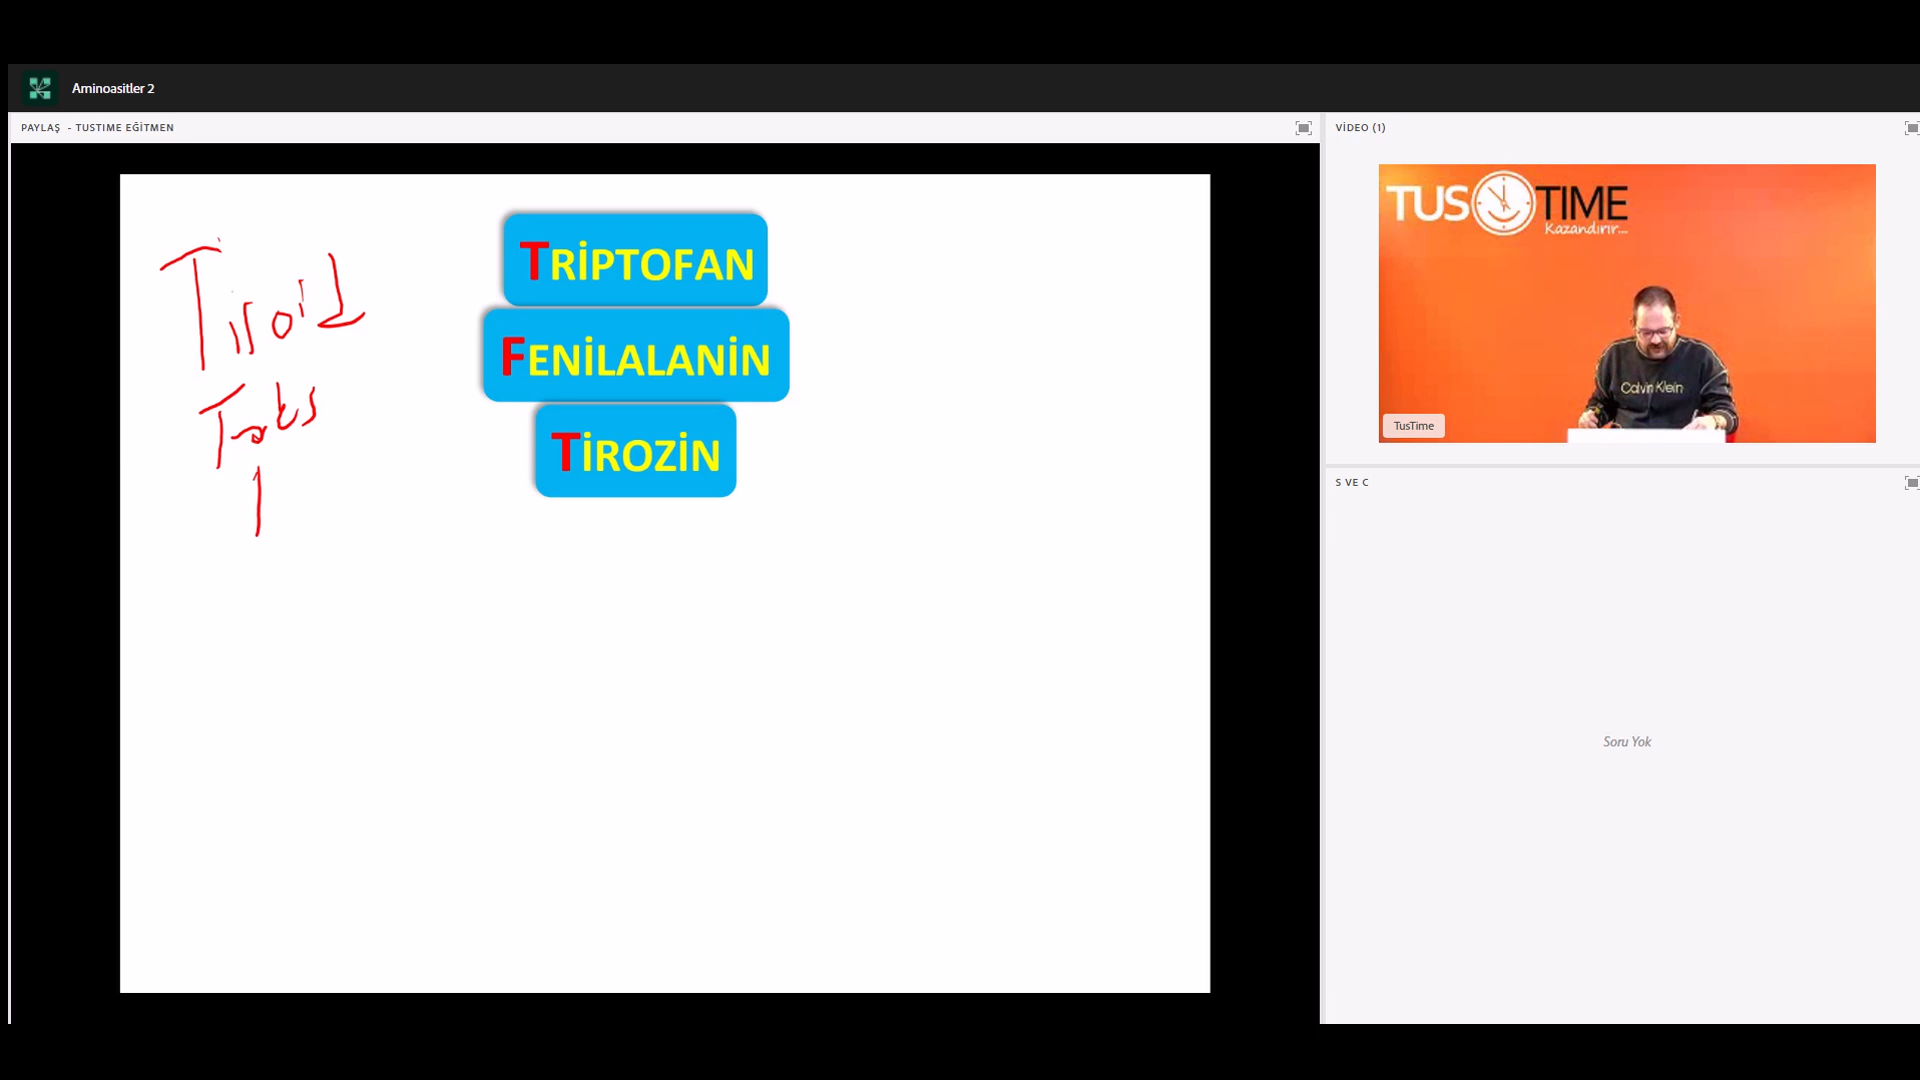 Aminoasitler 2
PAYLAŞ - TUSTIME EĞİTMEN
VİDEO (1)
TUS TIME
Kazandırır...
Calvin Klein
TusTime
S VE C
Soru Yok
Tiroid
TRİPTOFAN
FENİLALANİN
TİROZİN